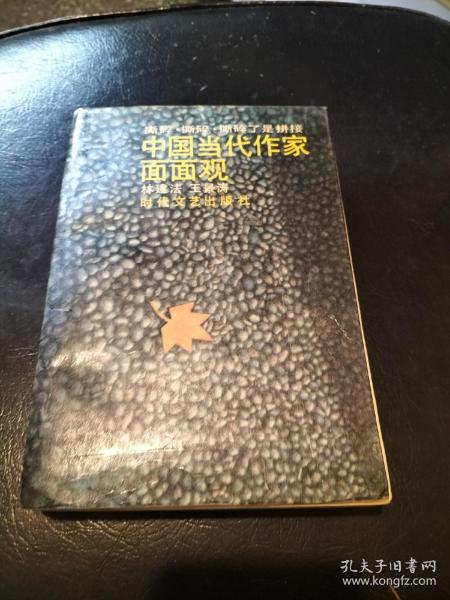 撕碎·撕碎·撕碎了是拼接
中国当代作家
面面观
林建法 王景涛
时代文艺出版社
孔夫子旧书网
www.kongfz.com